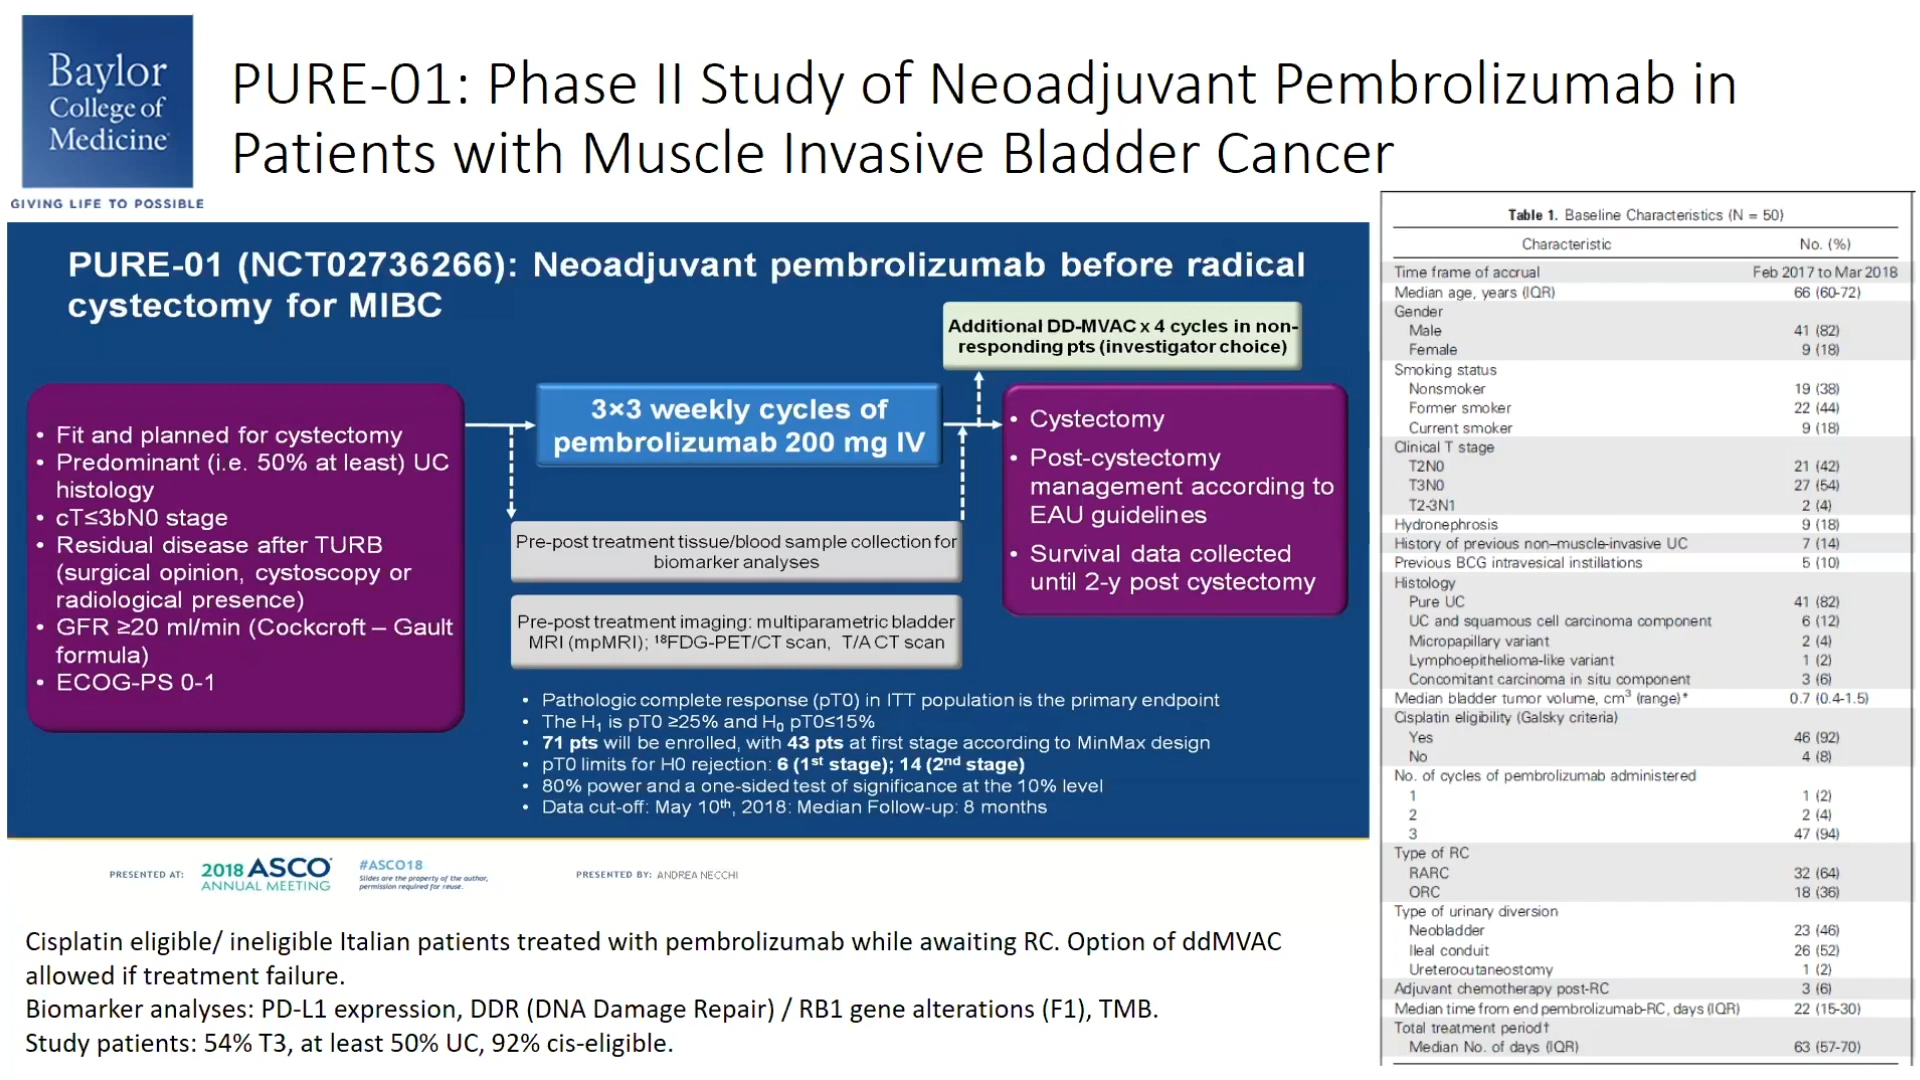 Baylor
College of
Medicine
GIVING LIFE TO POSSIBLE
PURE-01: Phase II Study of Neoadjuvant Pembrolizumab in
Patients with Muscle Invasive Bladder Cancer
PURE-01 (NCT02736266): Neoadjuvant pembrolizumab before radical
cystectomy for MIBC
Additional DD-MVAC x 4 cycles in non-
responding pts (investigator choice)
• Fit and planned for cystectomy
• Predominant (i.e. 50% at least) UC
histology
• cT≤3bN0 stage
• Residual disease after TURB
(surgical opinion, cystoscopy or
radiological presence)
• GFR ≥20 ml/min (Cockcroft – Gault
formula)
• ECOG-PS 0-1
3×3 weekly cycles of
pembrolizumab 200 mg IV
Pre-post treatment tissue/blood sample collection for
biomarker analyses
Pre-post treatment imaging: multiparametric bladder
MRI (mpMRI); ¹⁸FDG-PET/CT scan, T/A CT scan
• Cystectomy
• Post-cystectomy
management according to
EAU guidelines
• Survival data collected
until 2-y post cystectomy
• Pathologic complete response (pT0) in ITT population is the primary endpoint
• The H₁ is pT0 ≥25% and H₀ pT0≤15%
• 71 pts will be enrolled, with 43 pts at first stage according to MinMax design
• pT0 limits for H0 rejection: 6 (1st stage); 14 (2nd stage)
• 80% power and a one-sided test of significance at the 10% level
• Data cut-off: May 10th, 2018: Median Follow-up: 8 months
PRESENTED AT: 2018 ASCO
ANNUAL MEETING
#ASCO18
Slides are the property of the author,
permission required for reuse.
PRESENTED BY: ANDREA NECCHI
Cisplatin eligible/ ineligible Italian patients treated with pembrolizumab while awaiting RC. Option of ddMVAC
allowed if treatment failure.
Biomarker analyses: PD-L1 expression, DDR (DNA Damage Repair) / RB1 gene alterations (F1), TMB.
Study patients: 54% T3, at least 50% UC, 92% cis-eligible.
Table 1. Baseline Characteristics (N = 50)
Characteristic No. (%)
Time frame of accrual Feb 2017 to Mar 2018
Median age, years (IQR) 66 (60-72)
Gender
Male 41 (82)
Female 9 (18)
Smoking status
Nonsmoker 19 (38)
Former smoker 22 (44)
Current smoker 9 (18)
Clinical T stage
T2N0 21 (42)
T3N0 27 (54)
T2-3N1 2 (4)
Hydronephrosis 9 (18)
History of previous non–muscle-invasive UC 7 (14)
Previous BCG intravesical instillations 5 (10)
Histology
Pure UC 41 (82)
UC and squamous cell carcinoma component 6 (12)
Micropapillary variant 2 (4)
Lymphoepithelioma-like variant 1 (2)
Concomitant carcinoma in situ component 3 (6)
Median bladder tumor volume, cm³ (range)* 0.7 (0.4-1.5)
Cisplatin eligibility (Galsky criteria)
Yes 46 (92)
No 4 (8)
No. of cycles of pembrolizumab administered
1 1 (2)
2 2 (4)
3 47 (94)
Type of RC
RARC 32 (64)
ORC 18 (36)
Type of urinary diversion
Neobladder 23 (46)
Ileal conduit 26 (52)
Ureterocutaneostomy 1 (2)
Adjuvant chemotherapy post-RC 3 (6)
Median time from end pembrolizumab-RC, days (IQR) 22 (15-30)
Total treatment period†
Median No. of days (IQR) 63 (57-70)